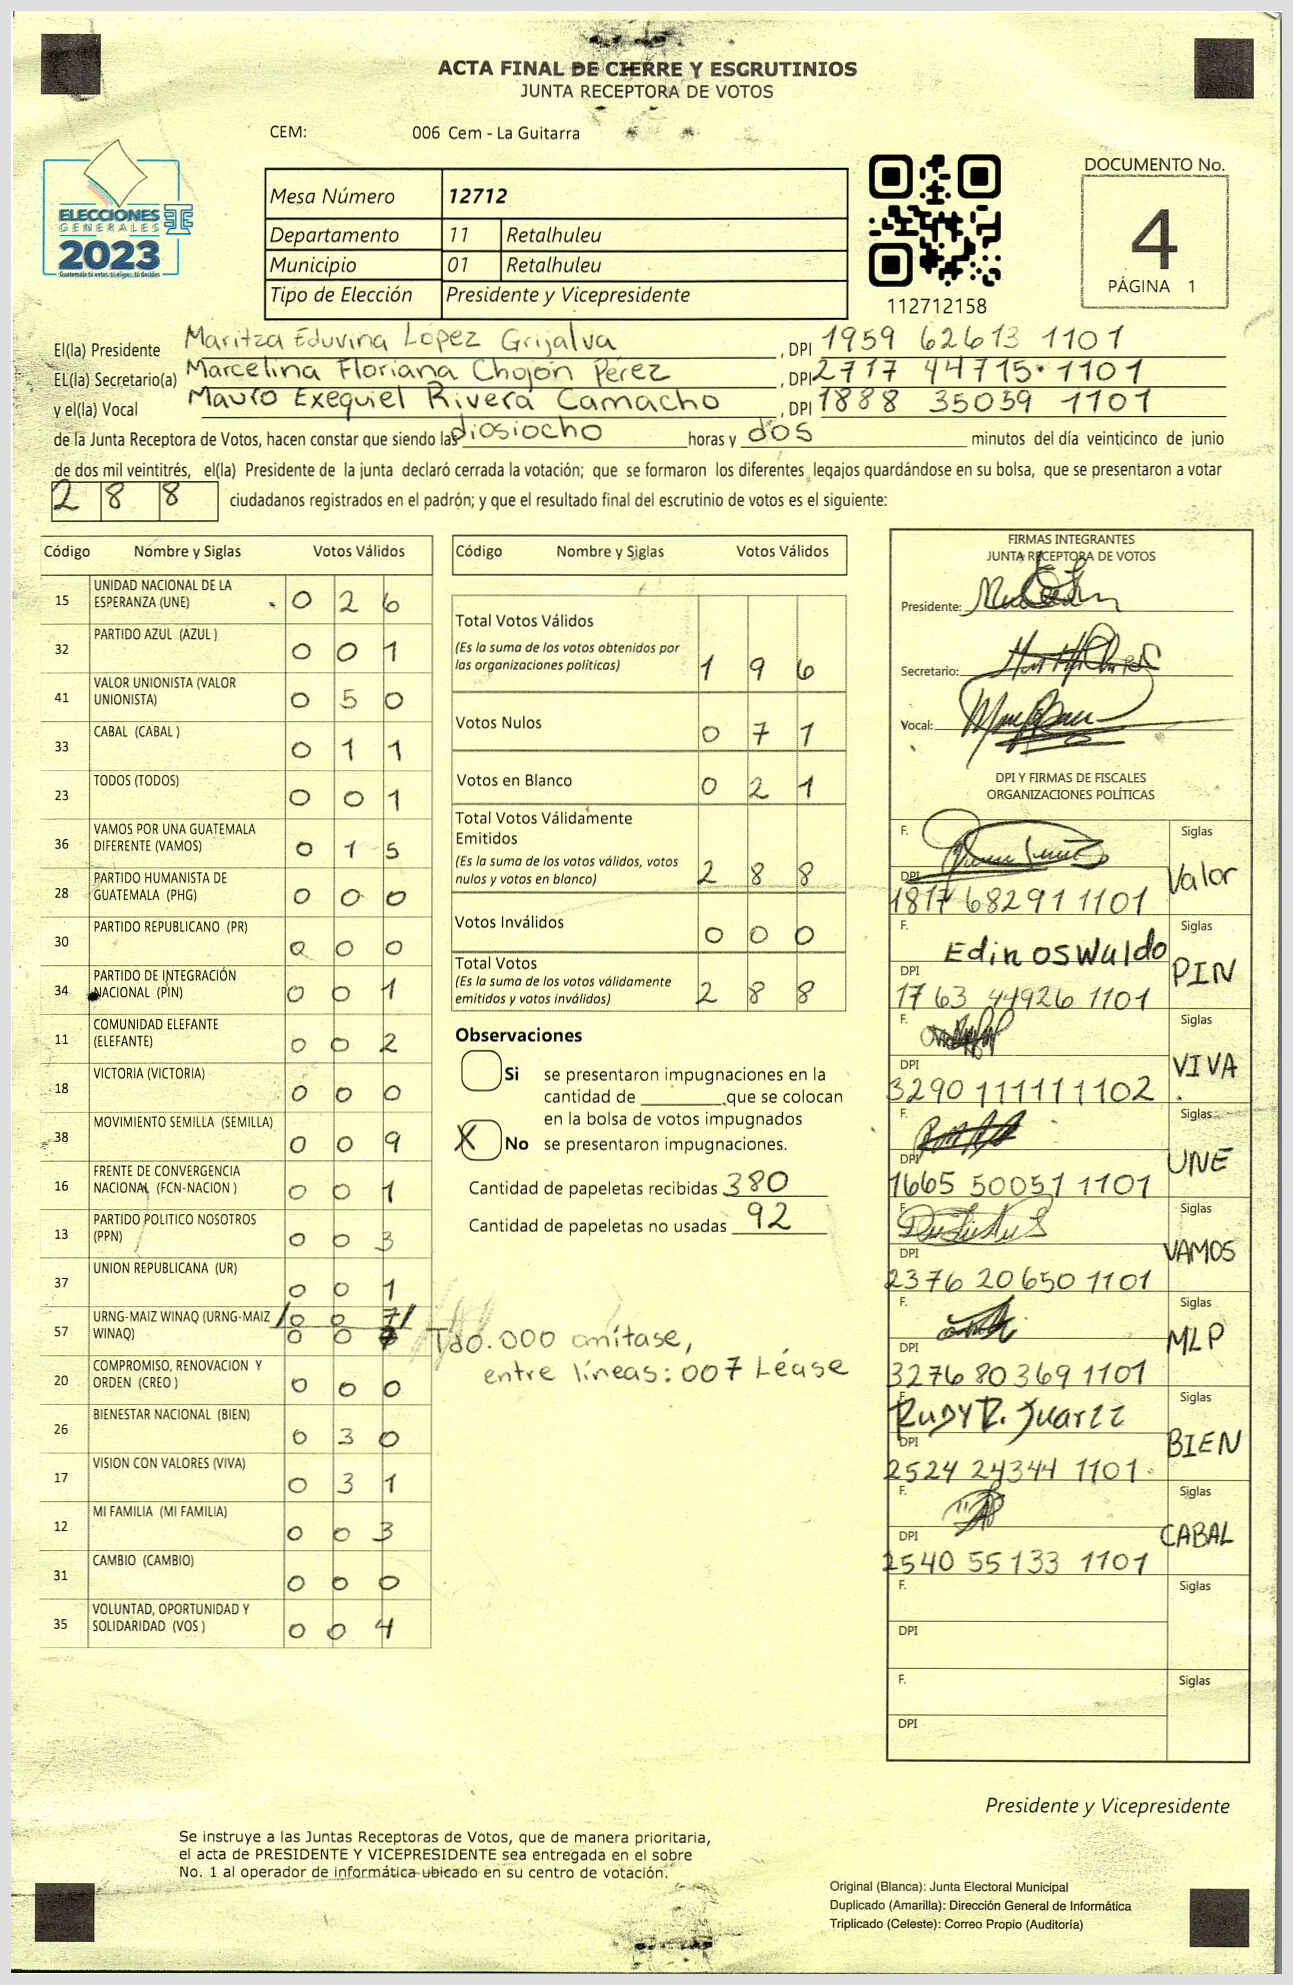 ACTA FINAL DE CIERRE Y ESCRUTINIOS
JUNTA RECEPTORA DE VOTOS
CEM: 006 Cem - La Guitarra
ELECCIONES
GENERALES
2023
Mesa Número 12712
Departamento 11 Retalhuleu
Municipio 01 Retalhuleu
Tipo de Elección Presidente y Vicepresidente
112712158
DOCUMENTO No.
4
PÁGINA 1
El(la) Presidente Maritza Eduvina López Grijalva, DPI 1959 62613 1101
EL(la) Secretario(a) Marcelina Floriana Chojón Pérez, DPI 2717 44715 1101
y el(la) Vocal Mauro Exequiel Rivera Camacho, DPI 1888 35039 1101
de la Junta Receptora de Votos, hacen constar que siendo las diosiocho horas y dos minutos del día veinticinco de junio
de dos mil veintitrés, el(la) Presidente de la junta declaró cerrada la votación; que se formaron los diferentes legajos guardándose en su bolsa, que se presentaron a votar
288 ciudadanos registrados en el padrón; y que el resultado final del escrutinio de votos es el siguiente:
Código Nombre y Siglas Votos Válidos
15 UNIDAD NACIONAL DE LA ESPERANZA (UNE) 0 2 6
32 PARTIDO AZUL (AZUL ) 0 0 1
41 VALOR UNIONISTA (VALOR UNIONISTA) 0 5 0
33 CABAL (CABAL ) 0 1 1
23 TODOS (TODOS) 0 0 1
36 VAMOS POR UNA GUATEMALA DIFERENTE (VAMOS) 0 1 5
28 PARTIDO HUMANISTA DE GUATEMALA (PHG) 0 0 0
30 PARTIDO REPUBLICANO (PR) 0 0 0
34 PARTIDO DE INTEGRACIÓN NACIONAL (PIN) 0 0 1
11 COMUNIDAD ELEFANTE (ELEFANTE) 0 0 2
18 VICTORIA (VICTORIA) 0 0 0
38 MOVIMIENTO SEMILLA (SEMILLA) 0 0 9
16 FRENTE DE CONVERGENCIA NACIONAL (FCN-NACION ) 0 0 1
13 PARTIDO POLITICO NOSOTROS (PPN) 0 0 3
37 UNION REPUBLICANA (UR) 0 0 1
57 URNG-MAIZ WINAQ (URNG-MAIZ WINAQ) /0 0 7/ 0 0
Tdo. 000 omítase,
entre líneas: 007 Léase
20 COMPROMISO, RENOVACION Y ORDEN (CREO ) 0 0 0
26 BIENESTAR NACIONAL (BIEN) 0 3 0
17 VISION CON VALORES (VIVA) 0 3 1
12 MI FAMILIA (MI FAMILIA) 0 0 3
31 CAMBIO (CAMBIO) 0 0 0
35 VOLUNTAD, OPORTUNIDAD Y SOLIDARIDAD (VOS ) 0 0 4
Código Nombre y Siglas Votos Válidos
Total Votos Válidos
(Es la suma de los votos obtenidos por
las organizaciones políticas) 1 9 6
Votos Nulos 0 7 1
Votos en Blanco 0 2 1
Total Votos Válidamente
Emitidos
(Es la suma de los votos válidos, votos
nulos y votos en blanco) 2 8 8
Votos Inválidos 0 0 0
Total Votos
(Es la suma de los votos válidamente
emitidos y votos inválidos) 2 8 8
Observaciones
Si se presentaron impugnaciones en la
cantidad de ________,que se colocan
en la bolsa de votos impugnados
X No se presentaron impugnaciones.
Cantidad de papeletas recibidas 380
Cantidad de papeletas no usadas 92
FIRMAS INTEGRANTES
JUNTA RECEPTORA DE VOTOS
Presidente:
Secretario:
Vocal:
DPI Y FIRMAS DE FISCALES
ORGANIZACIONES POLÍTICAS
F. Siglas Valor
DPI 1817 68291 1101
F. Edin oswaldo Siglas PIN
DPI 1763 44926 1101
F. Siglas VIVA
DPI 3290 11111 1102
F. Siglas UNE
DPI 1665 50051 1101
F. Siglas VAMOS
DPI 2376 20650 1101
F. Siglas MLP
DPI 3276 80369 1101
F. Rudy R. Juarez Siglas BIEN
DPI 2524 24344 1101
F. Siglas CABAL
DPI 2540 55133 1101
F. Siglas
DPI
F. Siglas
DPI
Presidente y Vicepresidente
Se instruye a las Juntas Receptoras de Votos, que de manera prioritaria,
el acta de PRESIDENTE Y VICEPRESIDENTE sea entregada en el sobre
No. 1 al operador de informática ubicado en su centro de votación.
Original (Blanca): Junta Electoral Municipal
Duplicado (Amarilla): Dirección General de Informática
Triplicado (Celeste): Correo Propio (Auditoría)